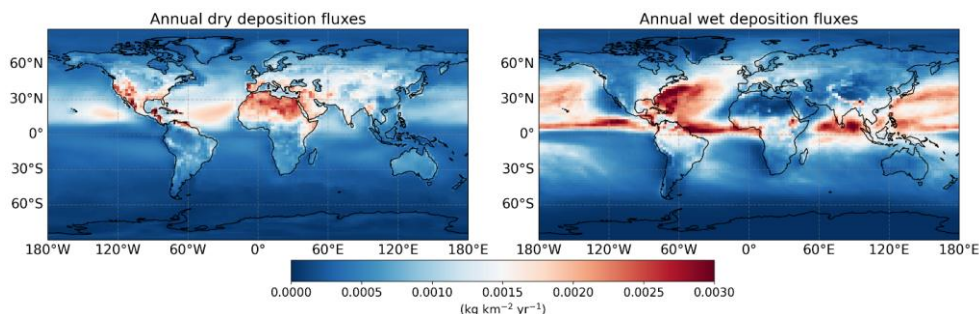 Annual dry deposition fluxes
Annual wet deposition fluxes
60°N
30°N
0°
30°S
60°S
180°W 120°W 60°W 0° 60°E 120°E 180°E
60°N
30°N
0°
30°S
60°S
180°W 120°W 60°W 0° 60°E 120°E 180°E
0.0000 0.0005 0.0010 0.0015 0.0020 0.0025 0.0030
(kg km⁻² yr⁻¹)